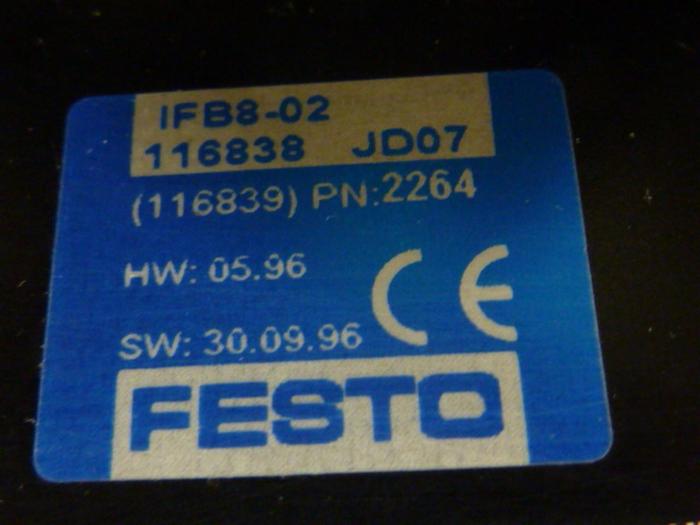 IFB8-02
116838 JD07
(116839) PN:2264
HW: 05.96
CE
SW: 30.09.96
FESTO